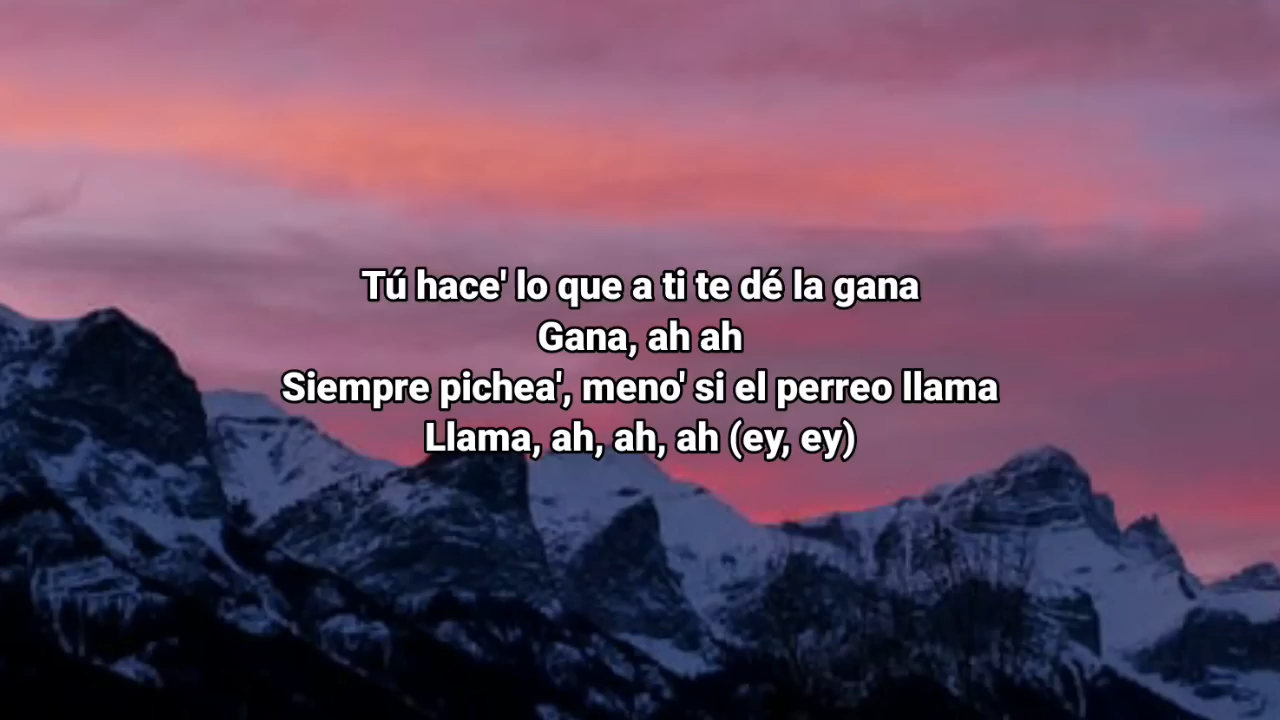 Tú hace' lo que a ti te dé la gana
Gana, ah ah
Siempre pichea', meno' si el perreo llama
Llama, ah, ah, ah (ey, ey)